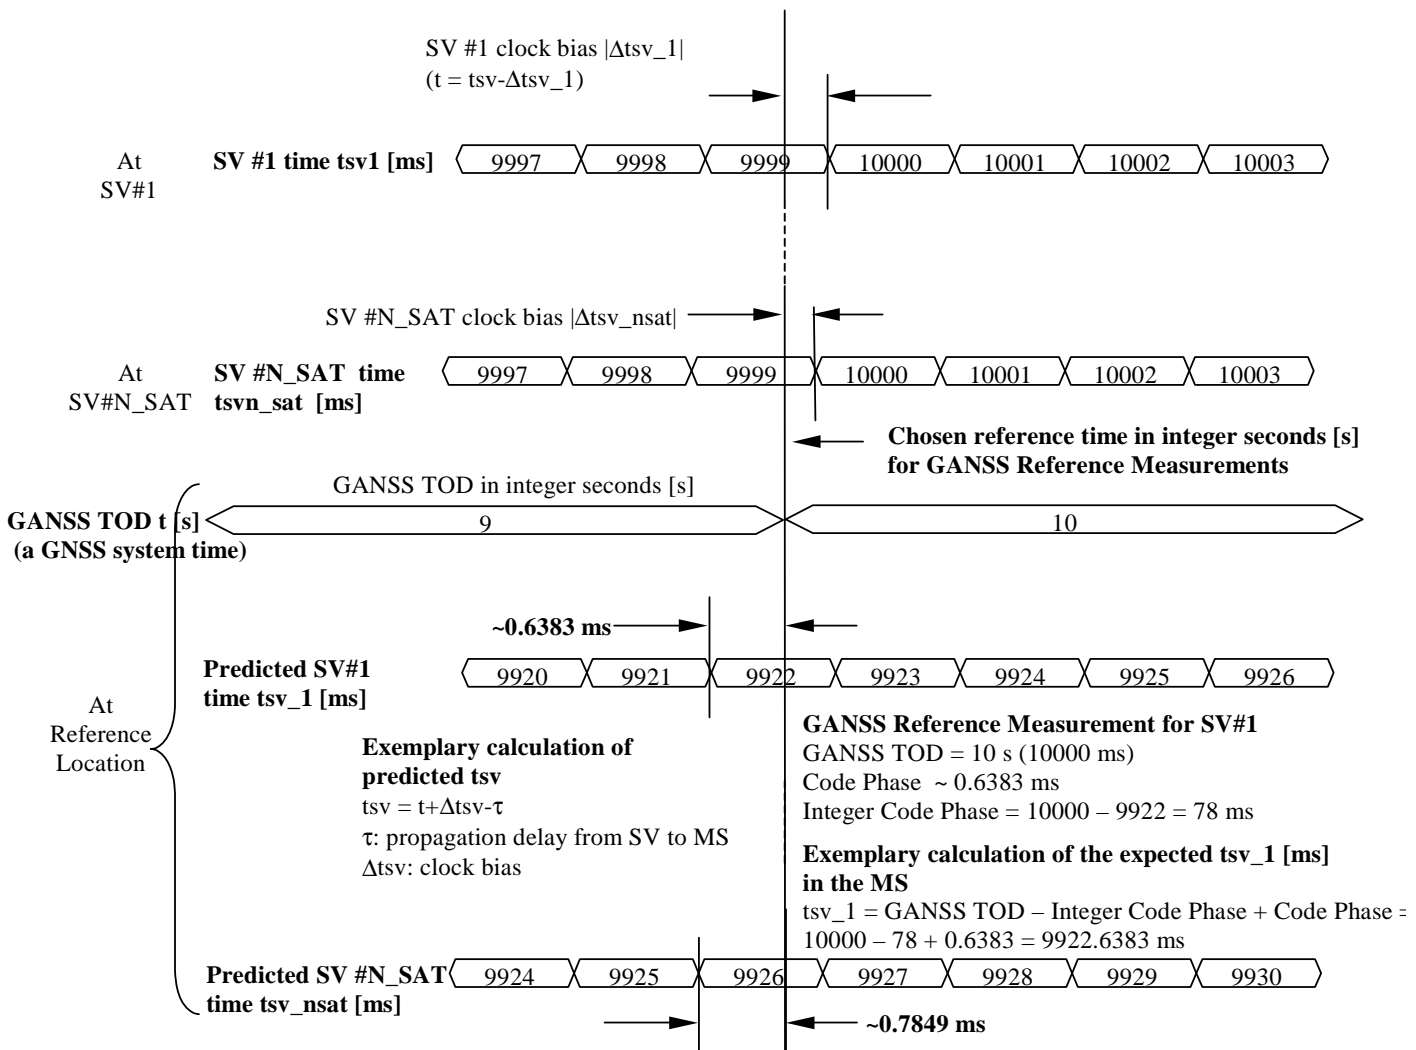 SV #1 clock bias |Δtsv_1|
(t = tsv-Δtsv_1)
At
SV#1
SV #1 time tsv1 [ms]
9997 9998 9999 10000 10001 10002 10003
SV #N_SAT clock bias |Δtsv_nsat|
At
SV#N_SAT
SV #N_SAT time
tsvn_sat [ms]
9997 9998 9999 10000 10001 10002 10003
Chosen reference time in integer seconds [s]
for GANSS Reference Measurements
GANSS TOD in integer seconds [s]
GANSS TOD t [s]
(a GNSS system time)
9 10
~0.6383 ms
Predicted SV#1
time tsv_1 [ms]
9920 9921 9922 9923 9924 9925 9926
At
Reference
Location
Exemplary calculation of
predicted tsv
tsv = t+Δtsv-τ
τ: propagation delay from SV to MS
Δtsv: clock bias
GANSS Reference Measurement for SV#1
GANSS TOD = 10 s (10000 ms)
Code Phase ~ 0.6383 ms
Integer Code Phase = 10000 – 9922 = 78 ms
Exemplary calculation of the expected tsv_1 [ms]
in the MS
tsv_1 = GANSS TOD – Integer Code Phase + Code Phase =
10000 – 78 + 0.6383 = 9922.6383 ms
Predicted SV #N_SAT
time tsv_nsat [ms]
9924 9925 9926 9927 9928 9929 9930
~0.7849 ms